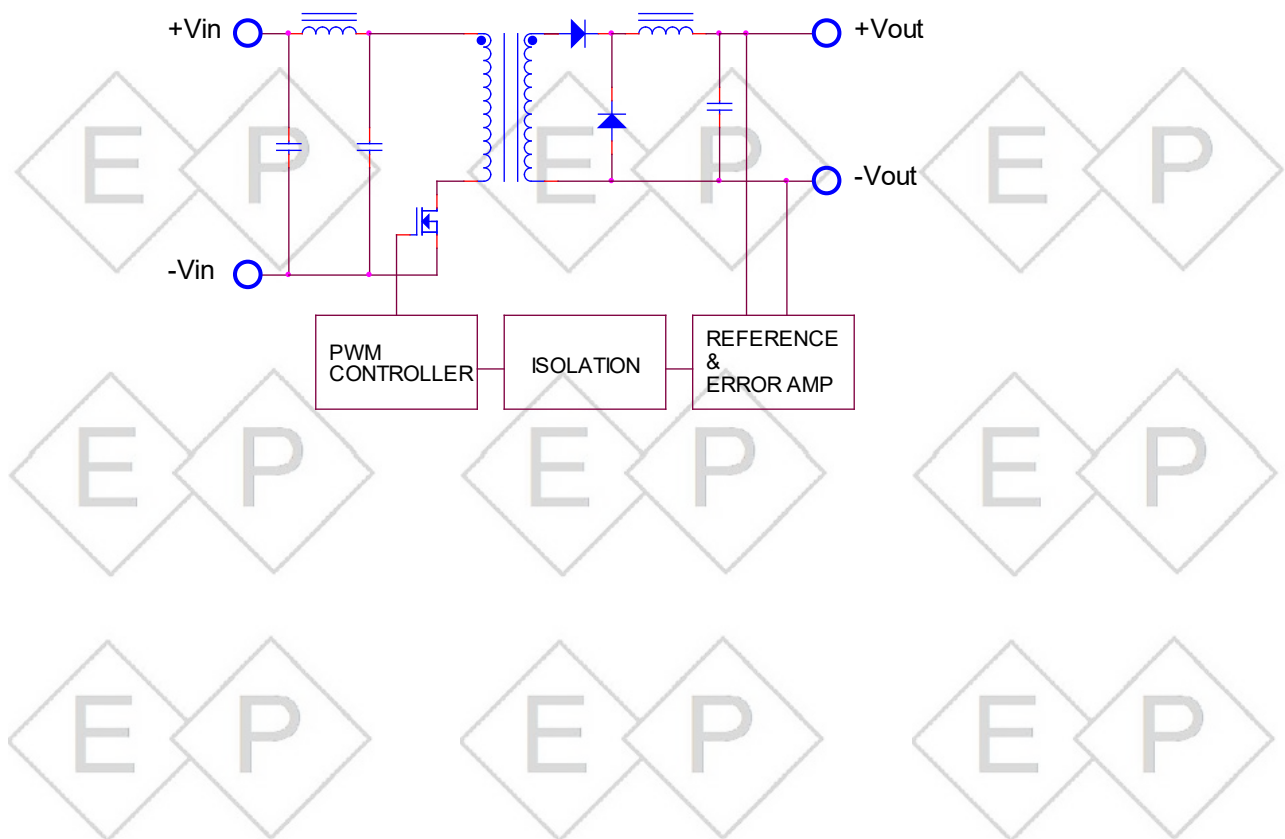 +Vin
+Vout
-Vout
-Vin
PWM
CONTROLLER
ISOLATION
REFERENCE
&
ERROR AMP
E P
E P
E P
E P
E P
E P
E P
E P
E P